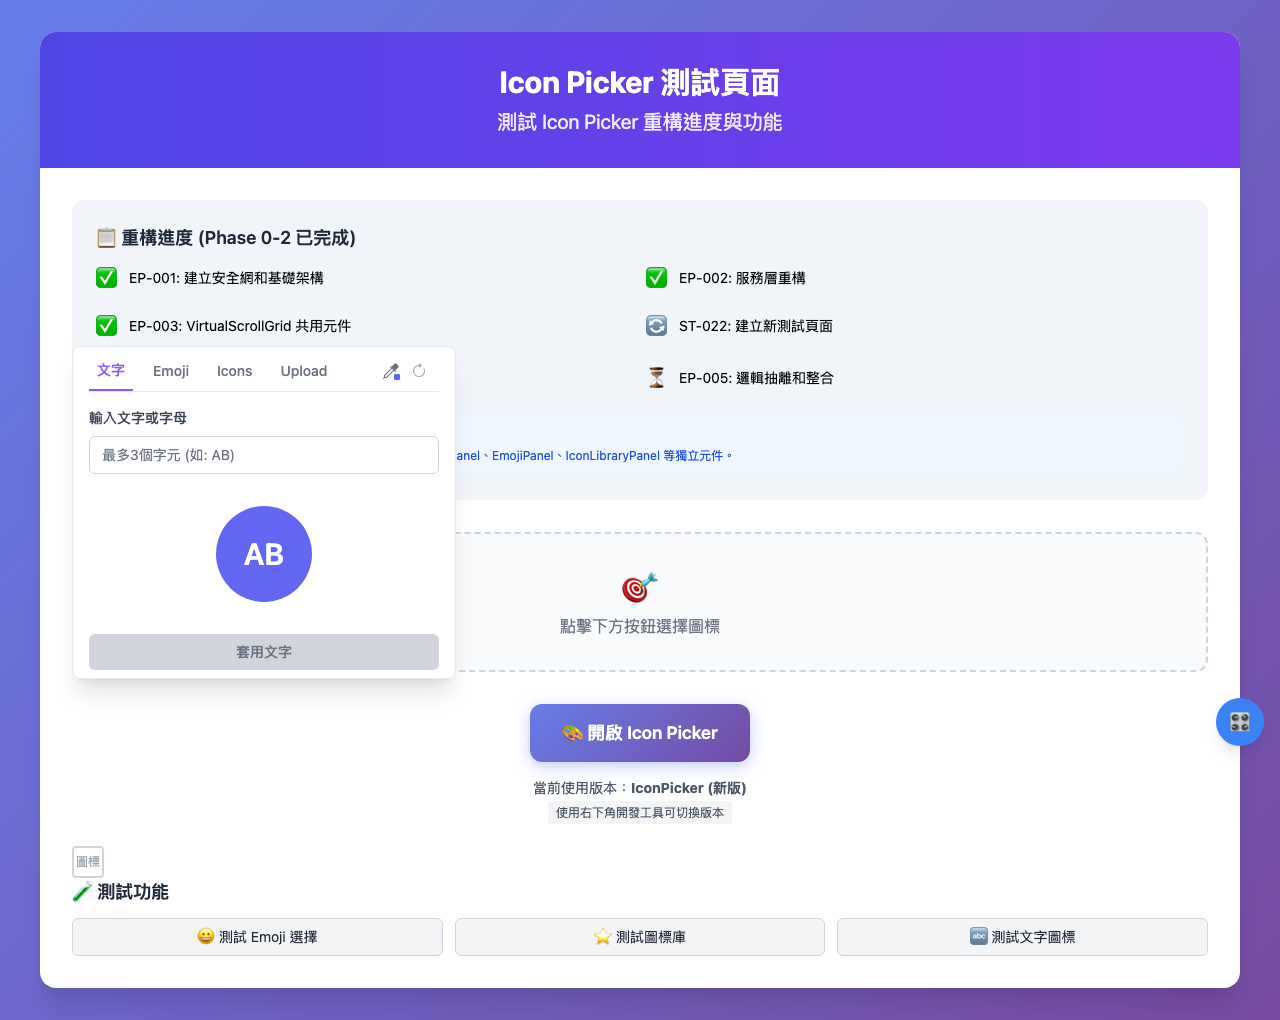 Icon Picker 測試頁面
測試 Icon Picker 重構進度與功能
重構進度 (Phase 0-2 已完成)
EP-001: 建立安全網和基礎架構
EP-002: 服務層重構
EP-003: VirtualScrollGrid 共用元件
ST-022: 建立新測試頁面
EP-005: 邏輯抽離和整合
anel、EmojiPanel、IconLibraryPanel 等獨立元件。
文字 Emoji Icons Upload
輸入文字或字母
最多3個字元 (如: AB)
AB
套用文字
點擊下方按鈕選擇圖標
開啟 Icon Picker
當前使用版本：IconPicker (新版)
使用右下角開發工具可切換版本
圖標
測試功能
測試 Emoji 選擇
測試圖標庫
abc 測試文字圖標